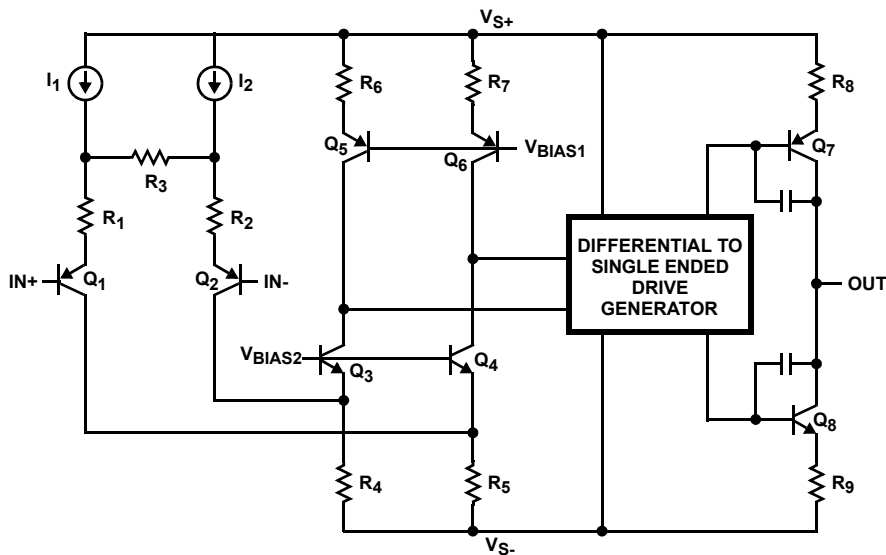 VS+
I1
I2
R6
R7
R8
Q5
Q6
VBIAS1
Q7
R3
R1
R2
DIFFERENTIAL TO
SINGLE ENDED
DRIVE
GENERATOR
IN+
Q1
Q2
IN-
OUT
VBIAS2
Q3
Q4
Q8
R4
R5
R9
VS-